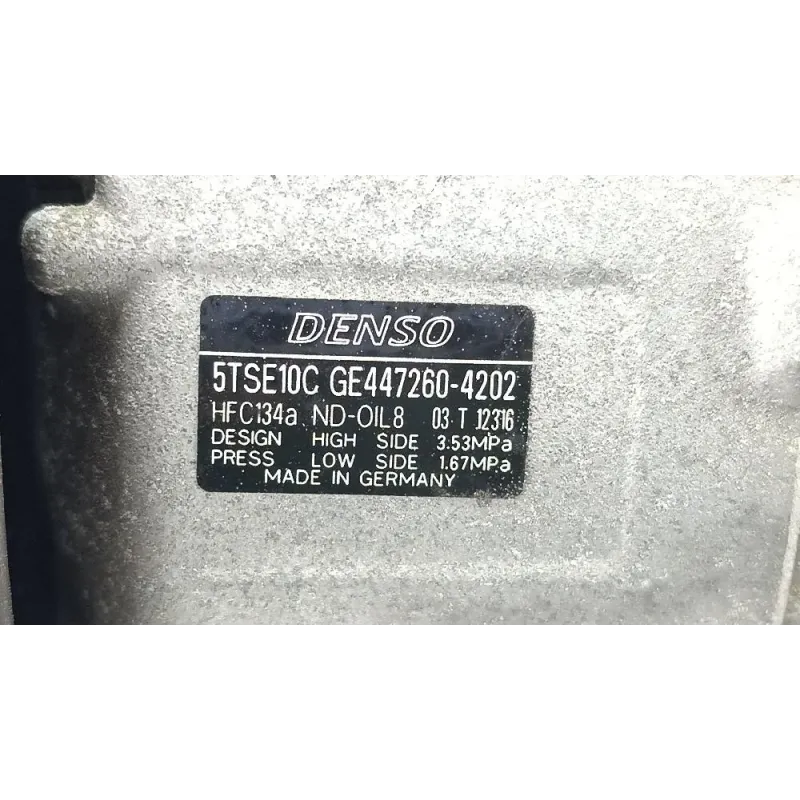 DENSO
5TSE10C GE447260-4202
HFC134a ND-OIL8 03 T 12316
DESIGN HIGH SIDE 3.53MPa
PRESS LOW SIDE 1.67MPa
MADE IN GERMANY